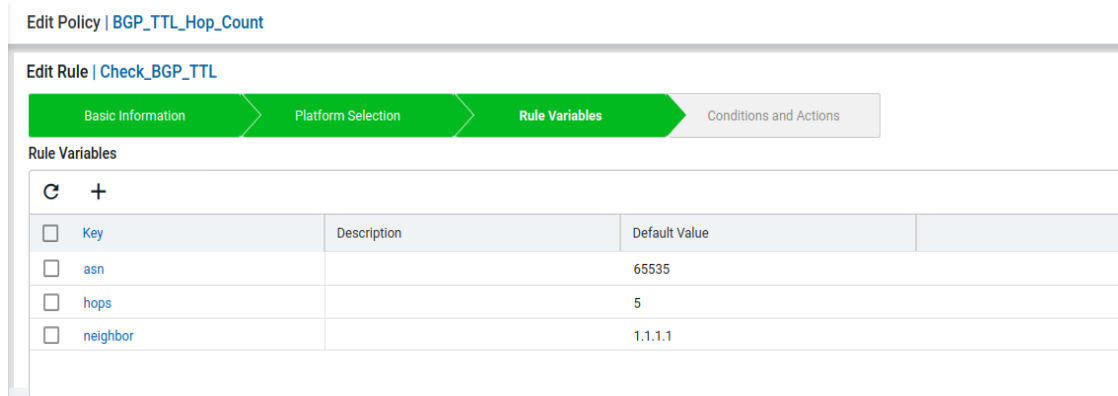 Edit Policy | BGP_TTL_Hop_Count
Edit Rule | Check_BGP_TTL
Basic Information Platform Selection Rule Variables Conditions and Actions
Rule Variables
Key Description Default Value
asn 65535
hops 5
neighbor 1.1.1.1